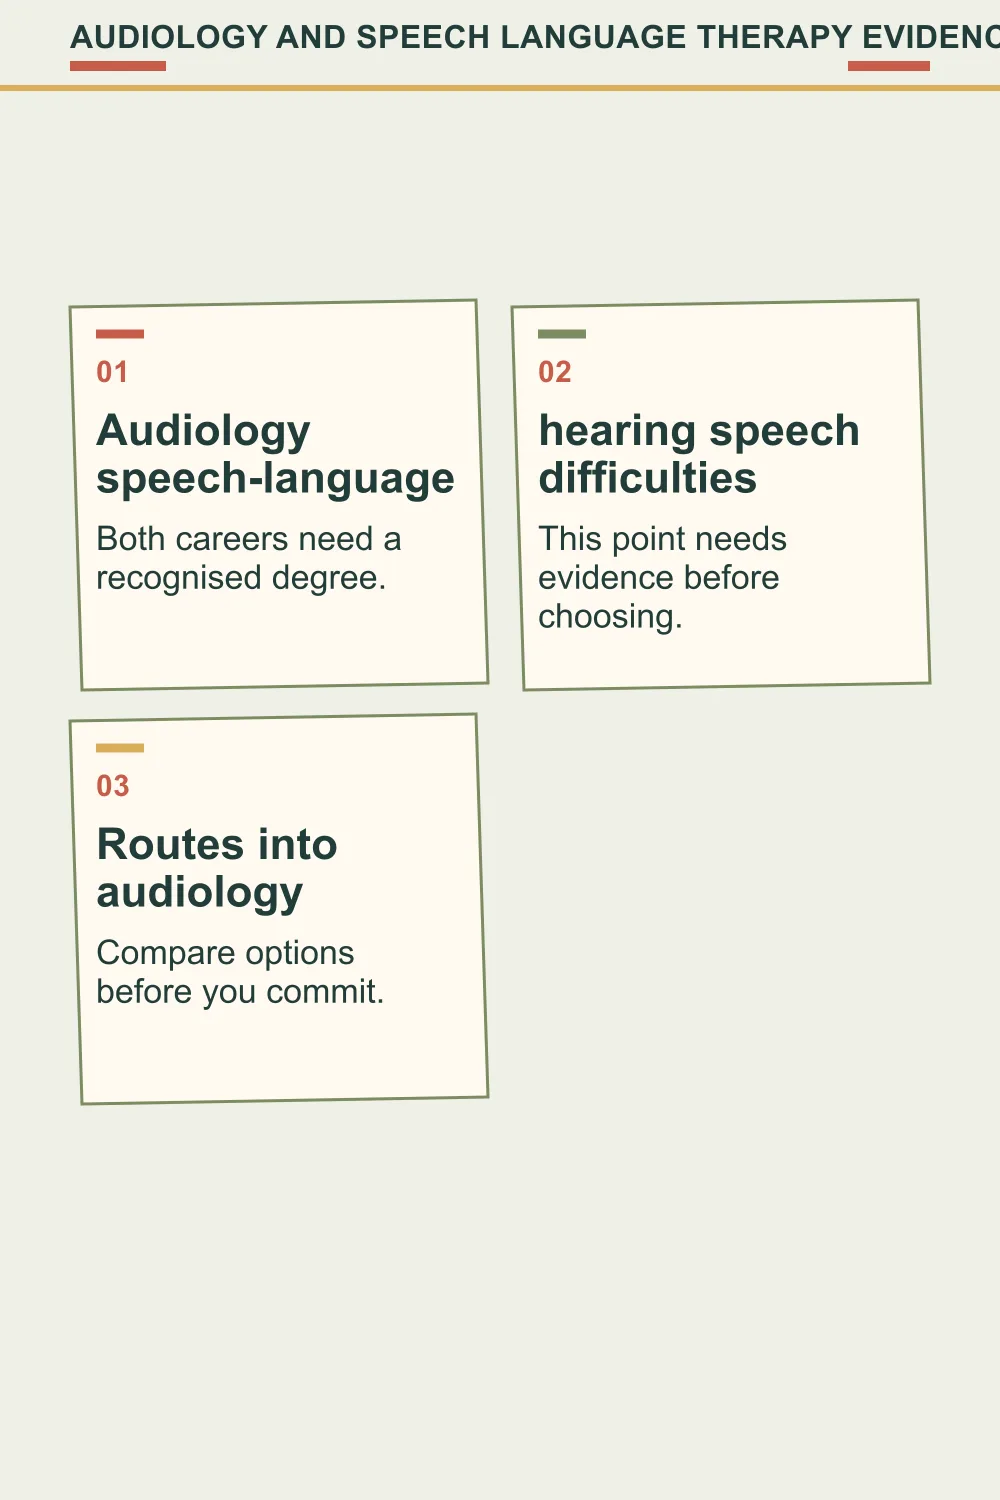 AUDIOLOGY AND SPEECH LANGUAGE THERAPY EVIDENC
01
Audiology
speech-language
Both careers need a
recognised degree.
02
hearing speech
difficulties
This point needs
evidence before
choosing.
03
Routes into
audiology
Compare options
before you commit.